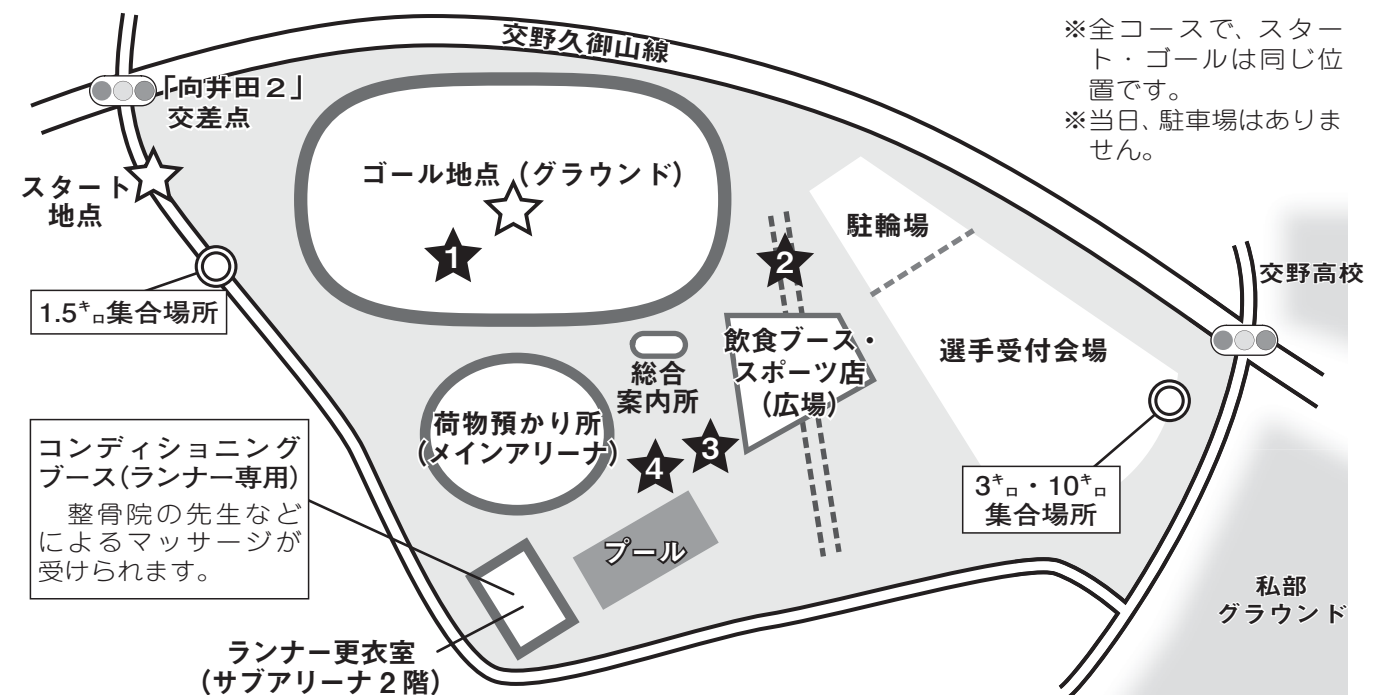 交野久御山線
※全コースで、スター
ト・ゴールは同じ位
置です。
※当日、駐車場はありま
せん。
「向井田2」
交差点
スタート
地点
ゴール地点（グラウンド）
1
2
駐輪場
交野高校
1.5㌔集合場所
飲食ブース・
スポーツ店
（広場）
選手受付会場
総合
案内所
荷物預かり所
（メインアリーナ）
3
4
コンディショニング
ブース（ランナー専用）
整骨院の先生など
によるマッサージが
受けられます。
3㌔・10㌔
集合場所
プール
私部
グラウンド
ランナー更衣室
（サブアリーナ2階）